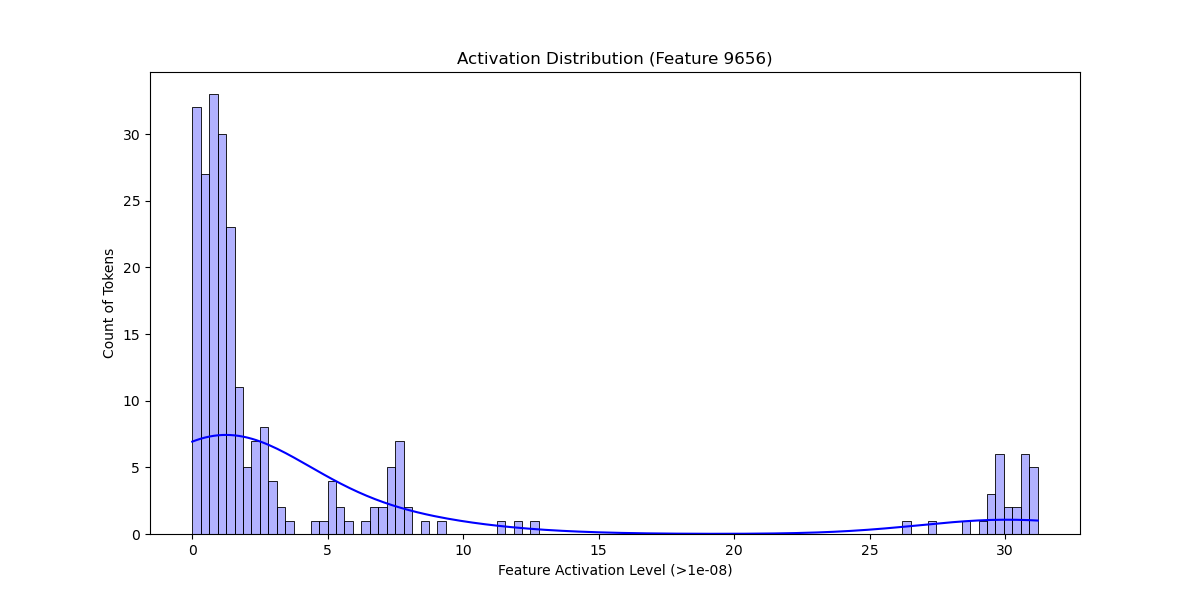 Activation Distribution (Feature 9656)
Count of Tokens
30
25
20
15
10
5
0
0 5 10 15 20 25 30
Feature Activation Level (>1e-08)